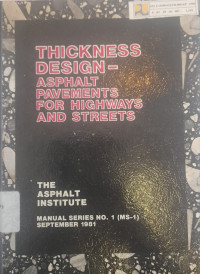 THICKNESS
DESIGN—
ASPHALT
PAVEMENTS
FOR HIGHWAYS
AND STREETS
THE
ASPHALT
INSTITUTE
MANUAL SERIES NO. 1 (MS-1)
SEPTEMBER 1981